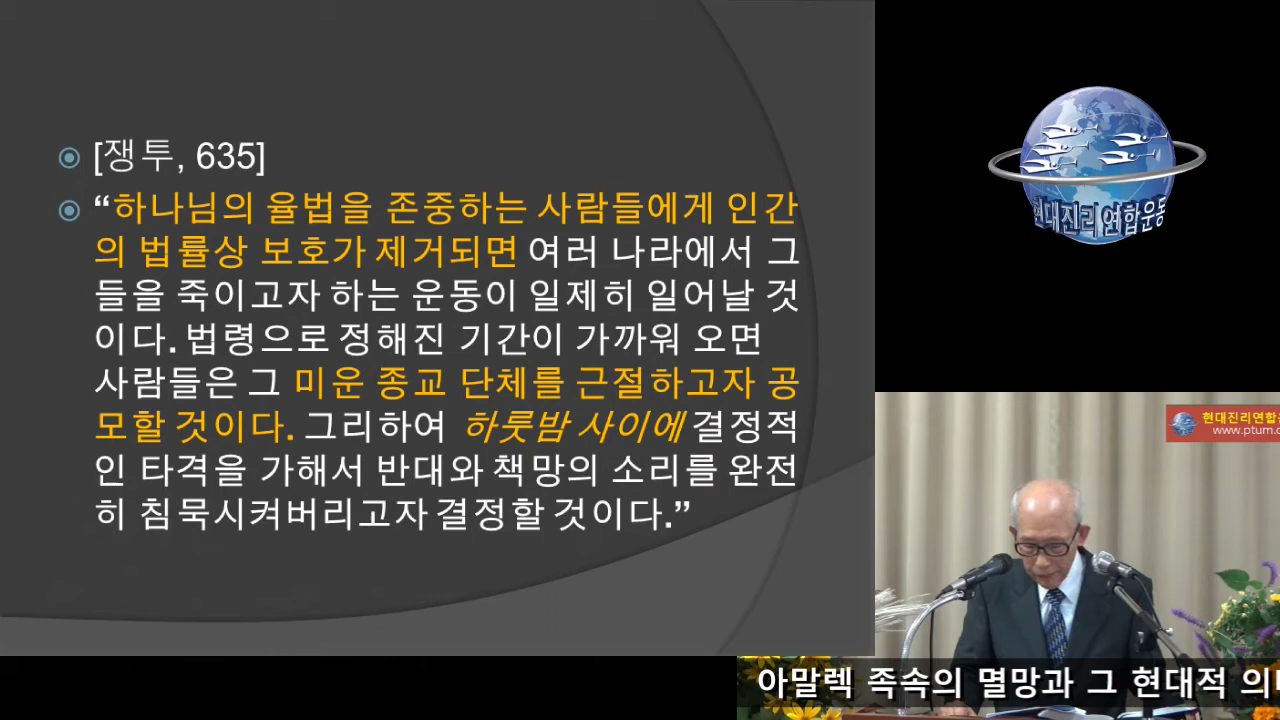 [쟁투, 635]
“하나님의 율법을 존중하는 사람들에게 인간
의 법률상 보호가 제거되면 여러 나라에서 그
들을 죽이고자 하는 운동이 일제히 일어날 것
이다. 법령으로 정해진 기간이 가까워 오면
사람들은 그 미운 종교 단체를 근절하고자 공
모할 것이다. 그리하여 하룻밤 사이에 결정적
인 타격을 가해서 반대와 책망의 소리를 완전
히 침묵시켜버리고자 결정할 것이다.”
현대진리연합운동
현대진리연합
www.ptum.
아말렉 족속의 멸망과 그 현대적 의